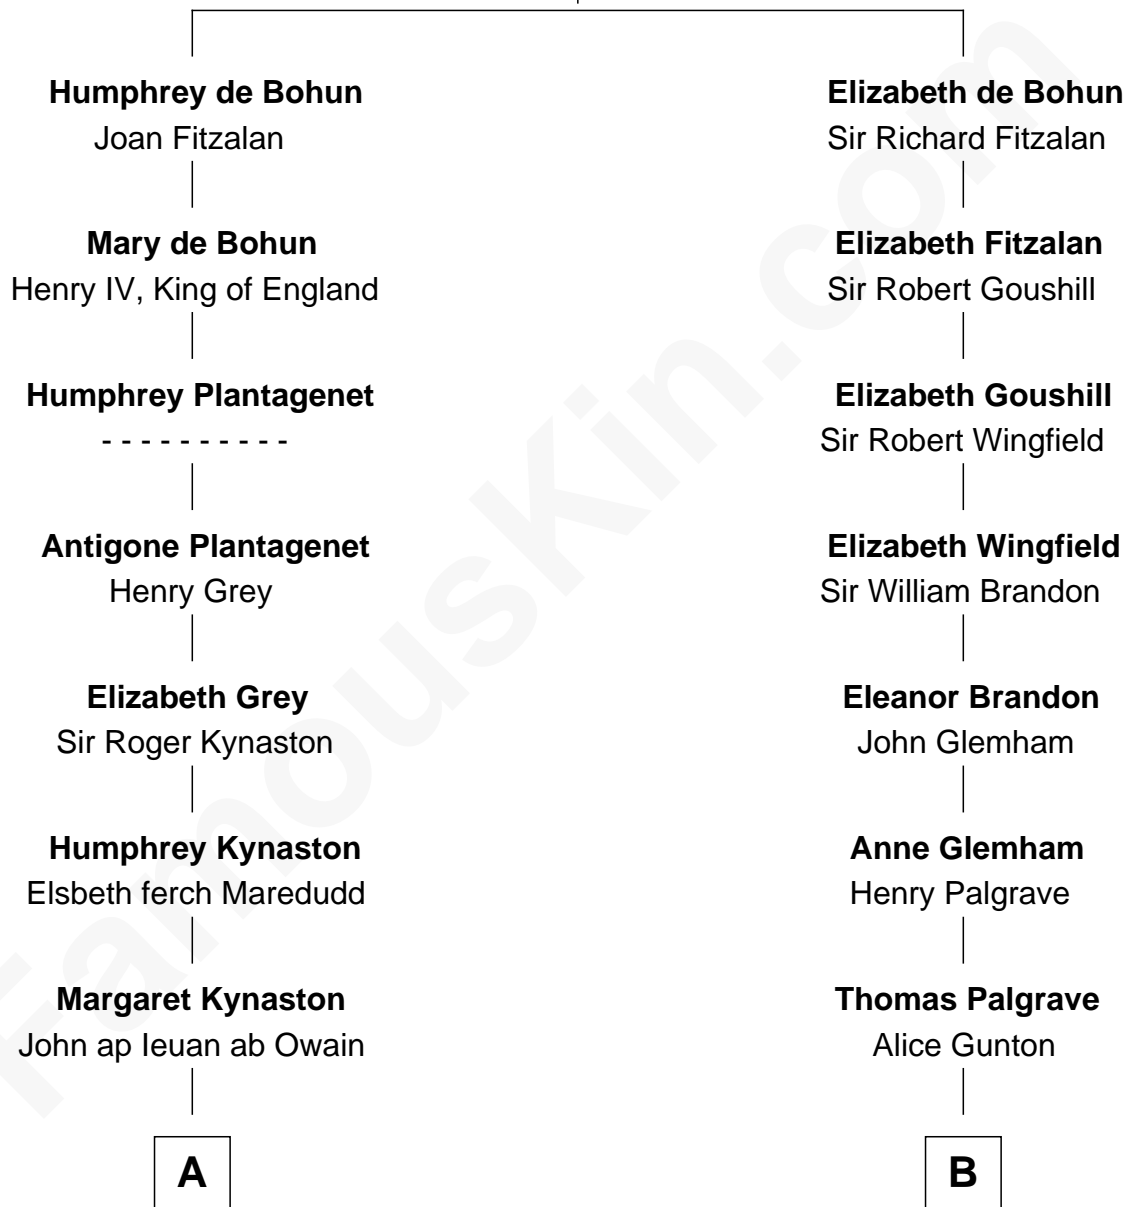 Humphrey de Bohun
Joan Fitzalan
Mary de Bohun
Henry IV, King of England
Humphrey Plantagenet
- - - - - - - - - -
Antigone Plantagenet
Henry Grey
Elizabeth Grey
Sir Roger Kynaston
Humphrey Kynaston
Elsbeth ferch Maredudd
Margaret Kynaston
John ap Ieuan ab Owain
A
Elizabeth de Bohun
Sir Richard Fitzalan
Elizabeth Fitzalan
Sir Robert Goushill
Elizabeth Goushill
Sir Robert Wingfield
Elizabeth Wingfield
Sir William Brandon
Eleanor Brandon
John Glemham
Anne Glemham
Henry Palgrave
Thomas Palgrave
Alice Gunton
B
FamousKin.com